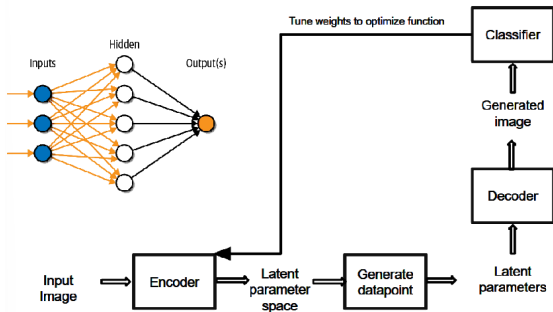 Tune weights to optimize function
Classifier
Hidden
Inputs
Output(s)
Generated
image
Decoder
Input
Image
Encoder
Latent
parameter
space
Generate
datapoint
Latent
parameters